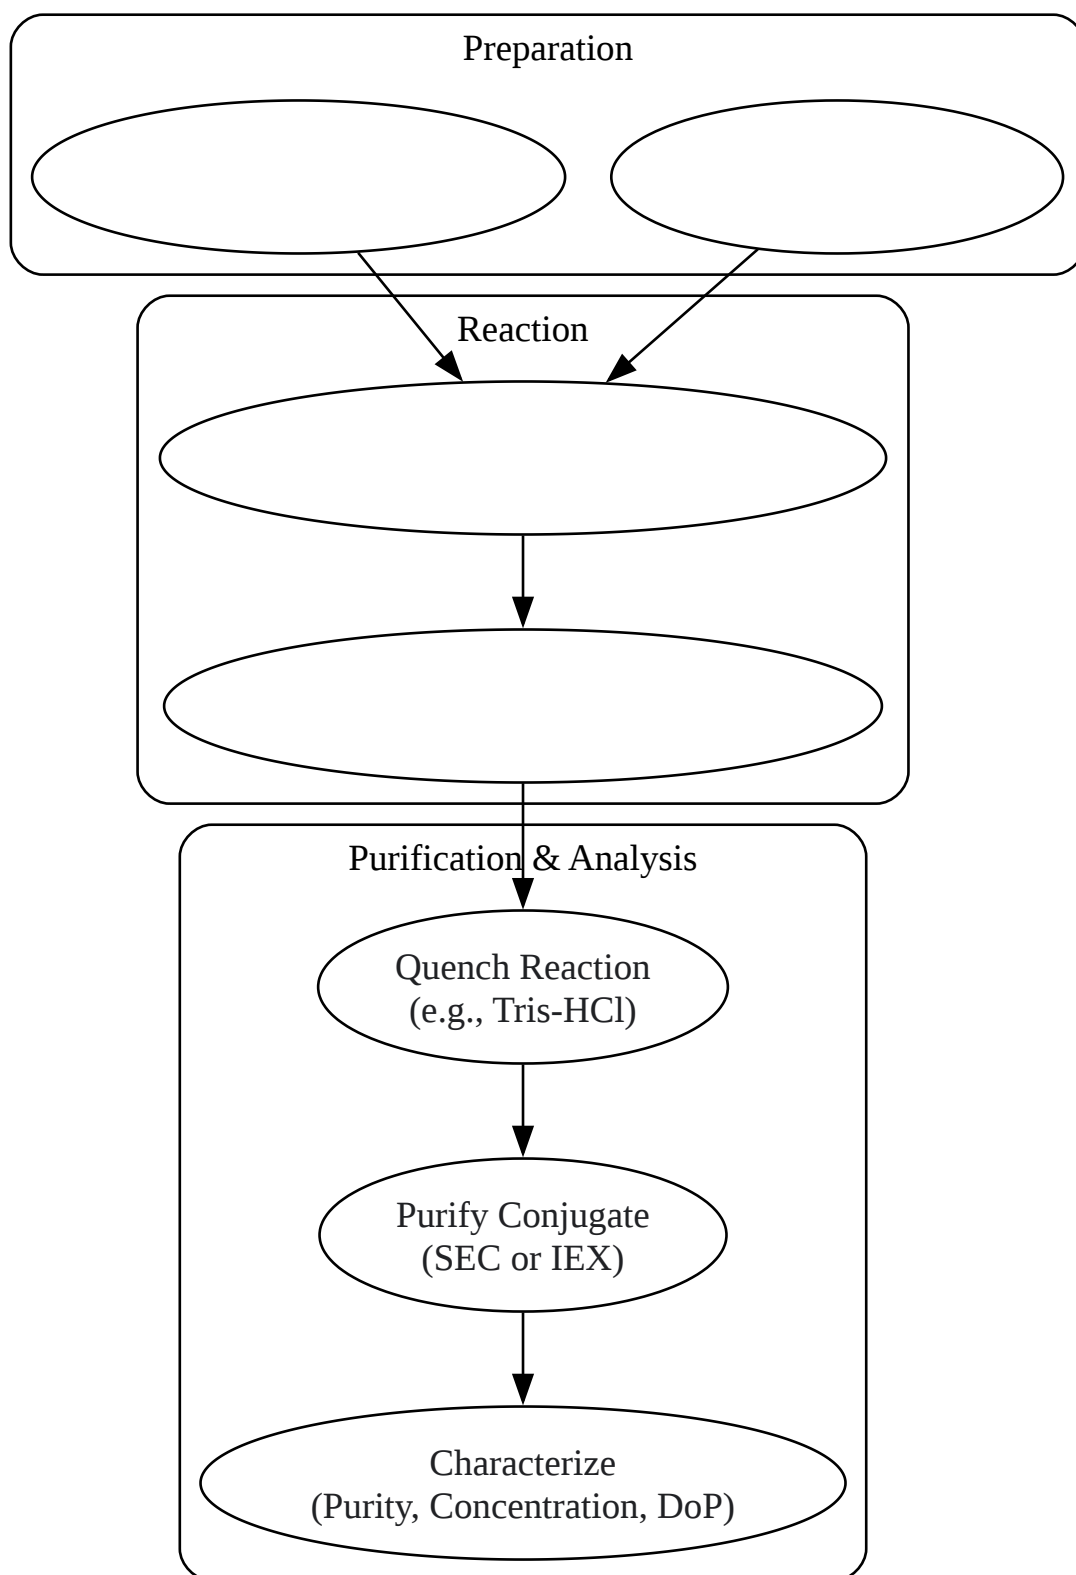 Preparation
Reaction
Purification & Analysis
Quench Reaction
(e.g., Tris-HCl)
Purify Conjugate
(SEC or IEX)
Characterize
(Purity, Concentration, DoP)